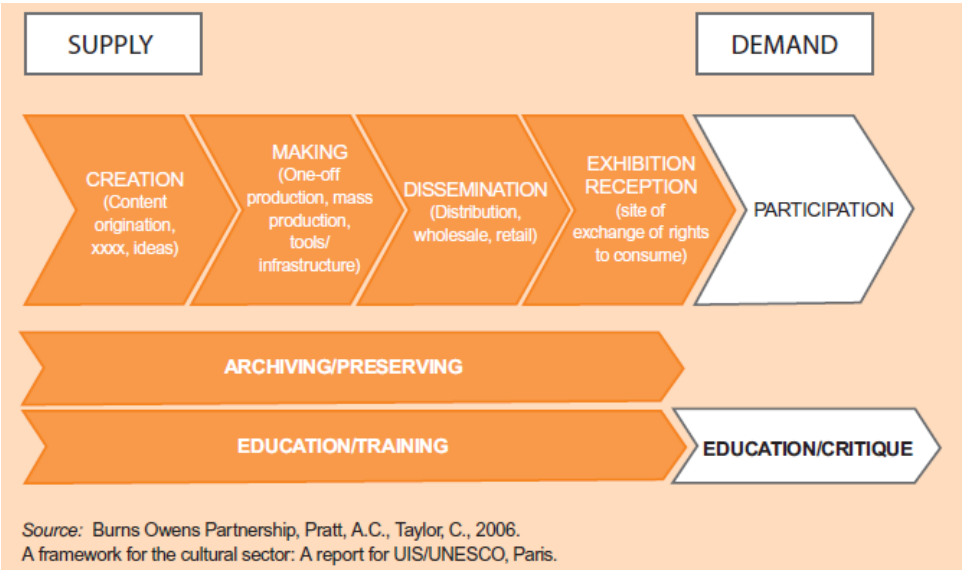 SUPPLY
DEMAND
CREATION
(Content
origination,
xxxx, ideas)
MAKING
(One-off
production, mass
production,
tools/
infrastructure)
DISSEMINATION
(Distribution,
wholesale, retail)
EXHIBITION
RECEPTION
(site of
exchange of rights
to consume)
PARTICIPATION
ARCHIVING/PRESERVING
EDUCATION/TRAINING
EDUCATION/CRITIQUE
Source: Burns Owens Partnership, Pratt, A.C., Taylor, C., 2006.
A framework for the cultural sector: A report for UIS/UNESCO, Paris.